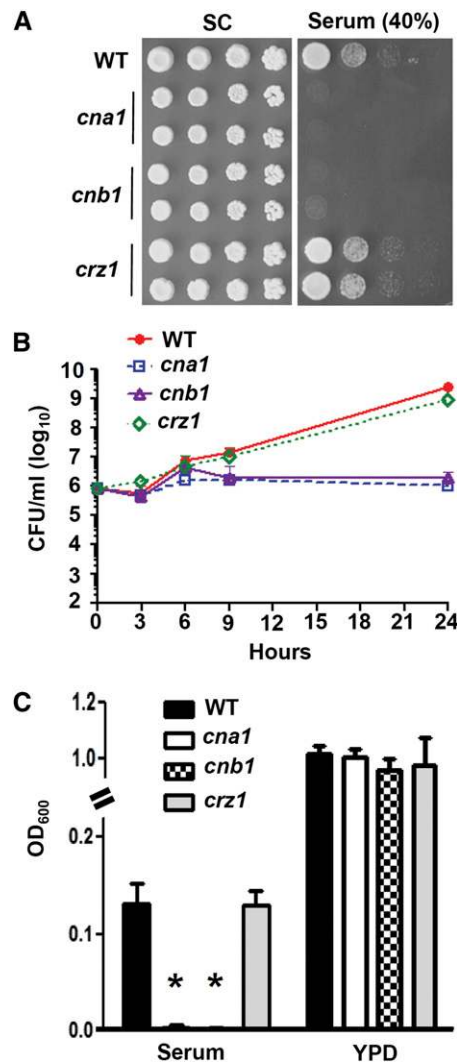 A
SC
Serum (40%)
WT
cna1
cnb1
crz1
B
WT
cna1
cnb1
crz1
CFU/ml (log10)
10
9
8
7
6
5
4
3
2
0 3 6 9 12 15 18 21 24
Hours
C
WT
cna1
cnb1
crz1
OD600
1.2
1.0
0.2
0.1
0.0
* *
Serum YPD